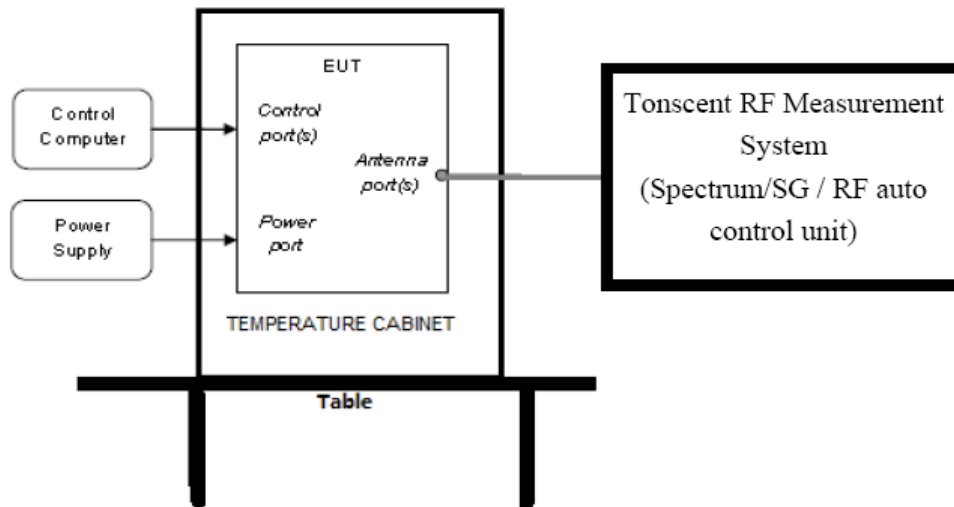 EUT
Control
Computer
Control
port(s)
Antenna
port(s)
Power
Supply
Power
port
TEMPERATURE CABINET
Table
Tonscent RF Measurement
System
(Spectrum/SG / RF auto
control unit)